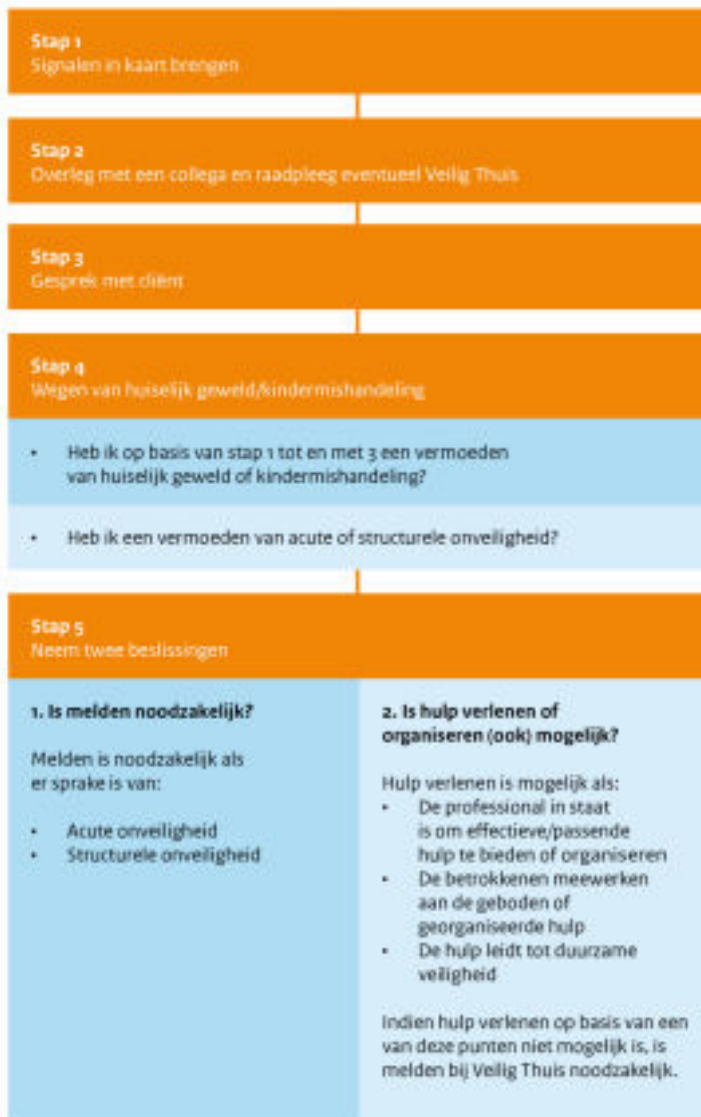 Stap 1
Signalen in kaart brengen
Stap 2
Overleg met een collega en raadpleeg eventueel Veilig Thuis
Stap 3
Gesprek met cliënt
Stap 4
Wegen van huiselijk geweld/kindermishandeling
• Heb ik op basis van stap 1 tot en met 3 een vermoeden
van huiselijk geweld of kindermishandeling?
• Heb ik een vermoeden van acute of structurele onveiligheid?
Stap 5
Neem twee beslissingen
1. Is melden noodzakelijk?
Melden is noodzakelijk als
er sprake is van:
• Acute onveiligheid
• Structurele onveiligheid
2. Is hulp verlenen of
organiseren (ook) mogelijk?
Hulp verlenen is mogelijk als:
• De professional in staat
is om effectieve/passende
hulp te bieden of organiseren
• De betrokkenen meewerken
aan de geboden of
georganiseerde hulp
• De hulp leidt tot duurzame
veiligheid
Indien hulp verlenen op basis van een
van deze punten niet mogelijk is, is
melden bij Veilig Thuis noodzakelijk.